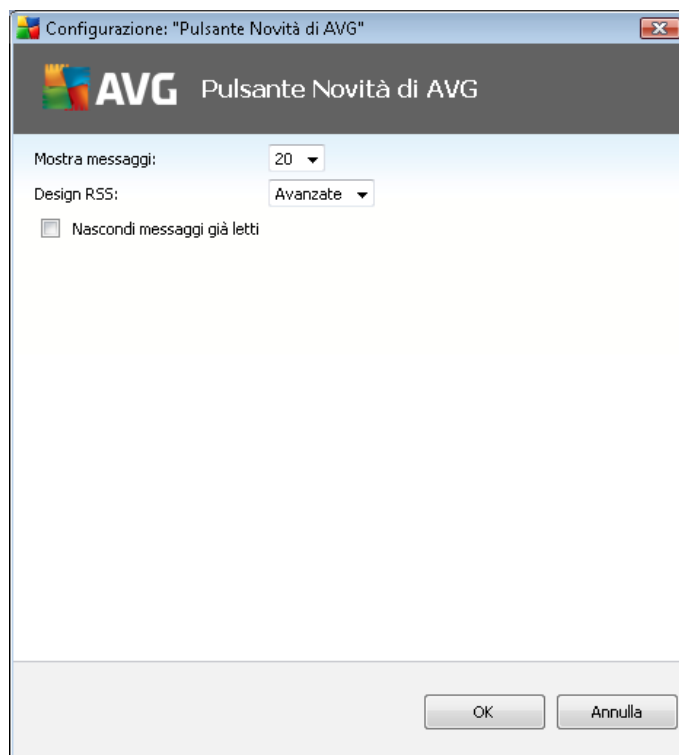 Configurazione: "Pulsante Novità di AVG"
AVG Pulsante Novità di AVG
Mostra messaggi: 20
Design RSS: Avanzate
Nascondi messaggi già letti
OK Annulla